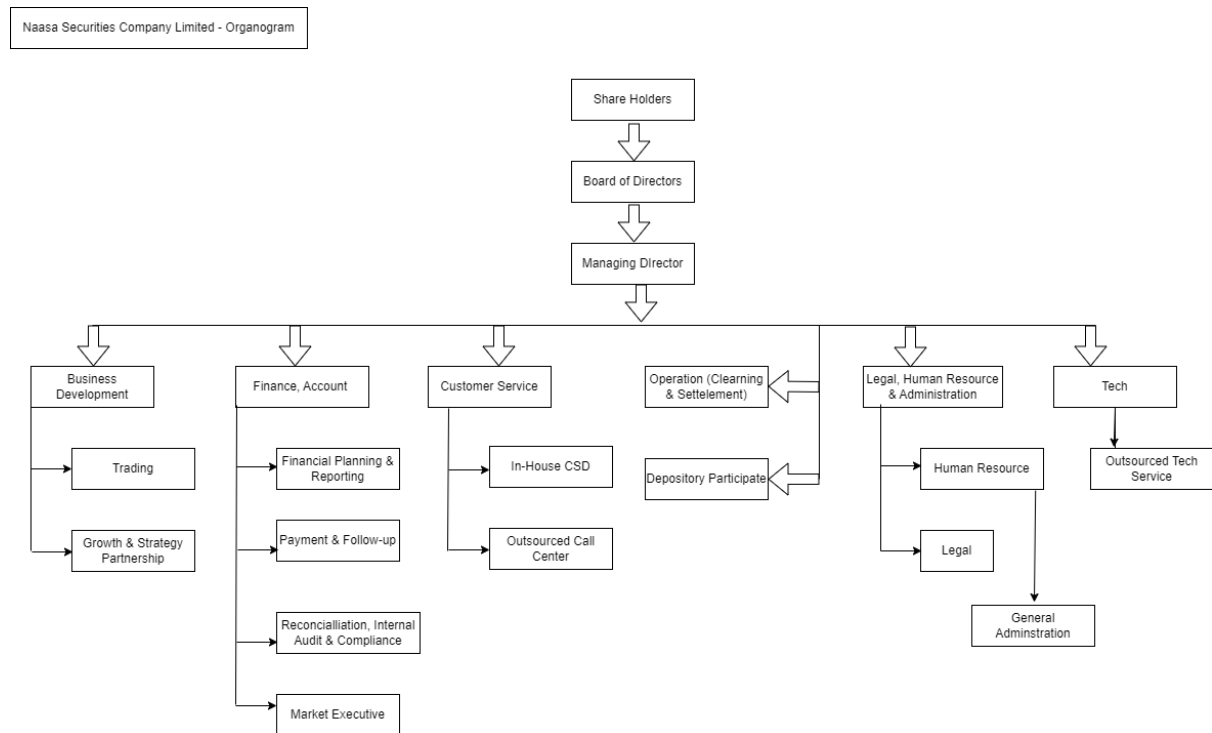 Naasa Securities Company Limited - Organogram
Share Holders
Board of Directors
Managing DIrector
Business
Development
Finance, Account
Customer Service
Operation (Clearning
& Settelement)
Legal, Human Resource
& Administration
Tech
Trading
Financial Planning &
Reporting
In-House CSD
Depository Participate
Human Resource
Outsourced Tech
Service
Growth & Strategy
Partnership
Payment & Follow-up
Outsourced Call
Center
Legal
Reconcialliation, Internal
Audit & Compliance
General
Adminstration
Market Executive